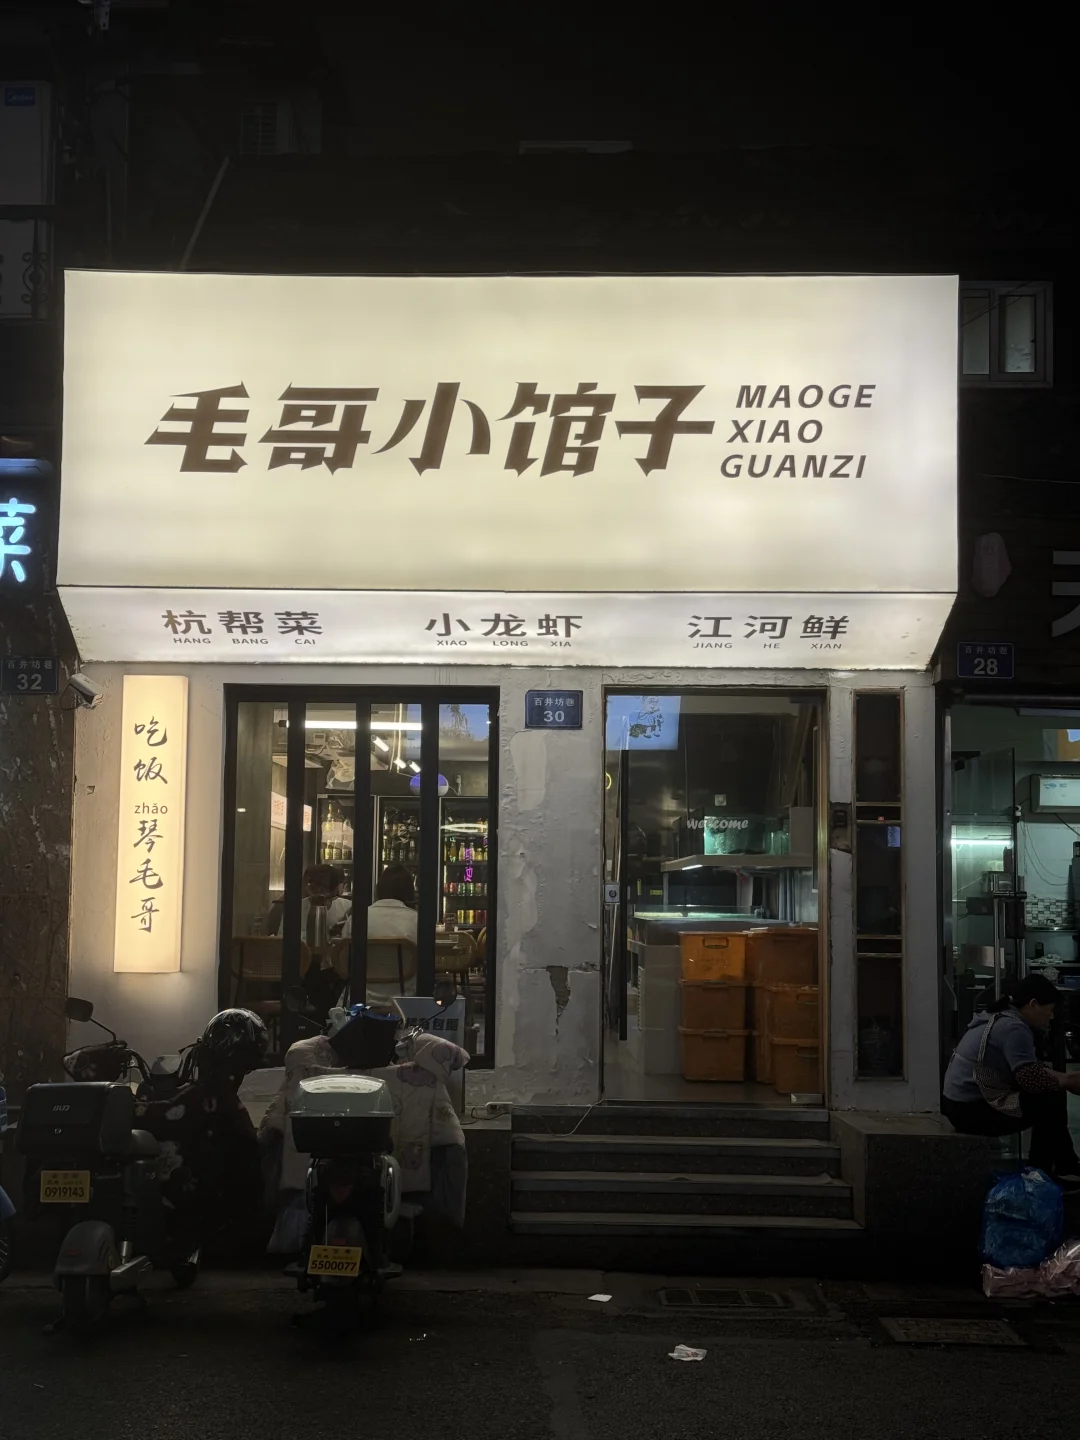 毛哥小馆子
MAOGE
XIAO
GUANZI
杭帮菜
HANG BANG CAI
小龙虾
XIAO LONG XIA
江河鲜
JIANG HE XIAN
菜
百井坊巷
32
百井坊巷
30
百井坊巷
28
吃饭
zhǎo
琴毛哥
welcome
0919143
5500077